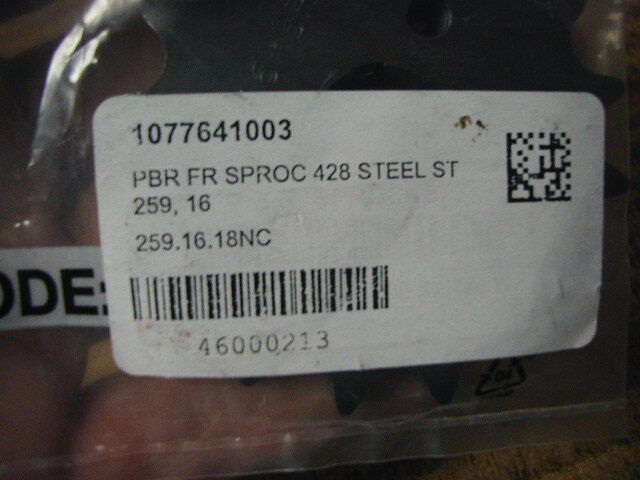 1077641003
PBR FR SPROC 428 STEEL ST
259, 16
259.16.18NC
ODE:
46000213